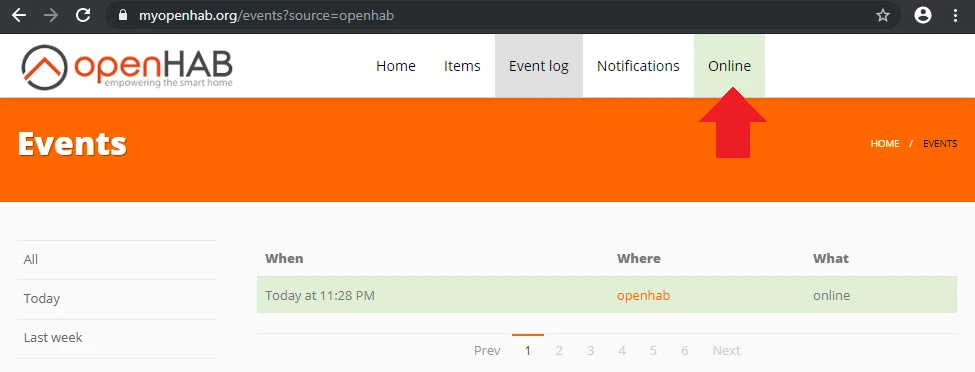 myopenhab.org/events?source=openhab
openHAB
empowering the smart home
Home Items Event log Notifications Online
Events
HOME / EVENTS
All
Today
Last week
When Where What
Today at 11:28 PM openhab online
Prev 1 2 3 4 5 6 Next